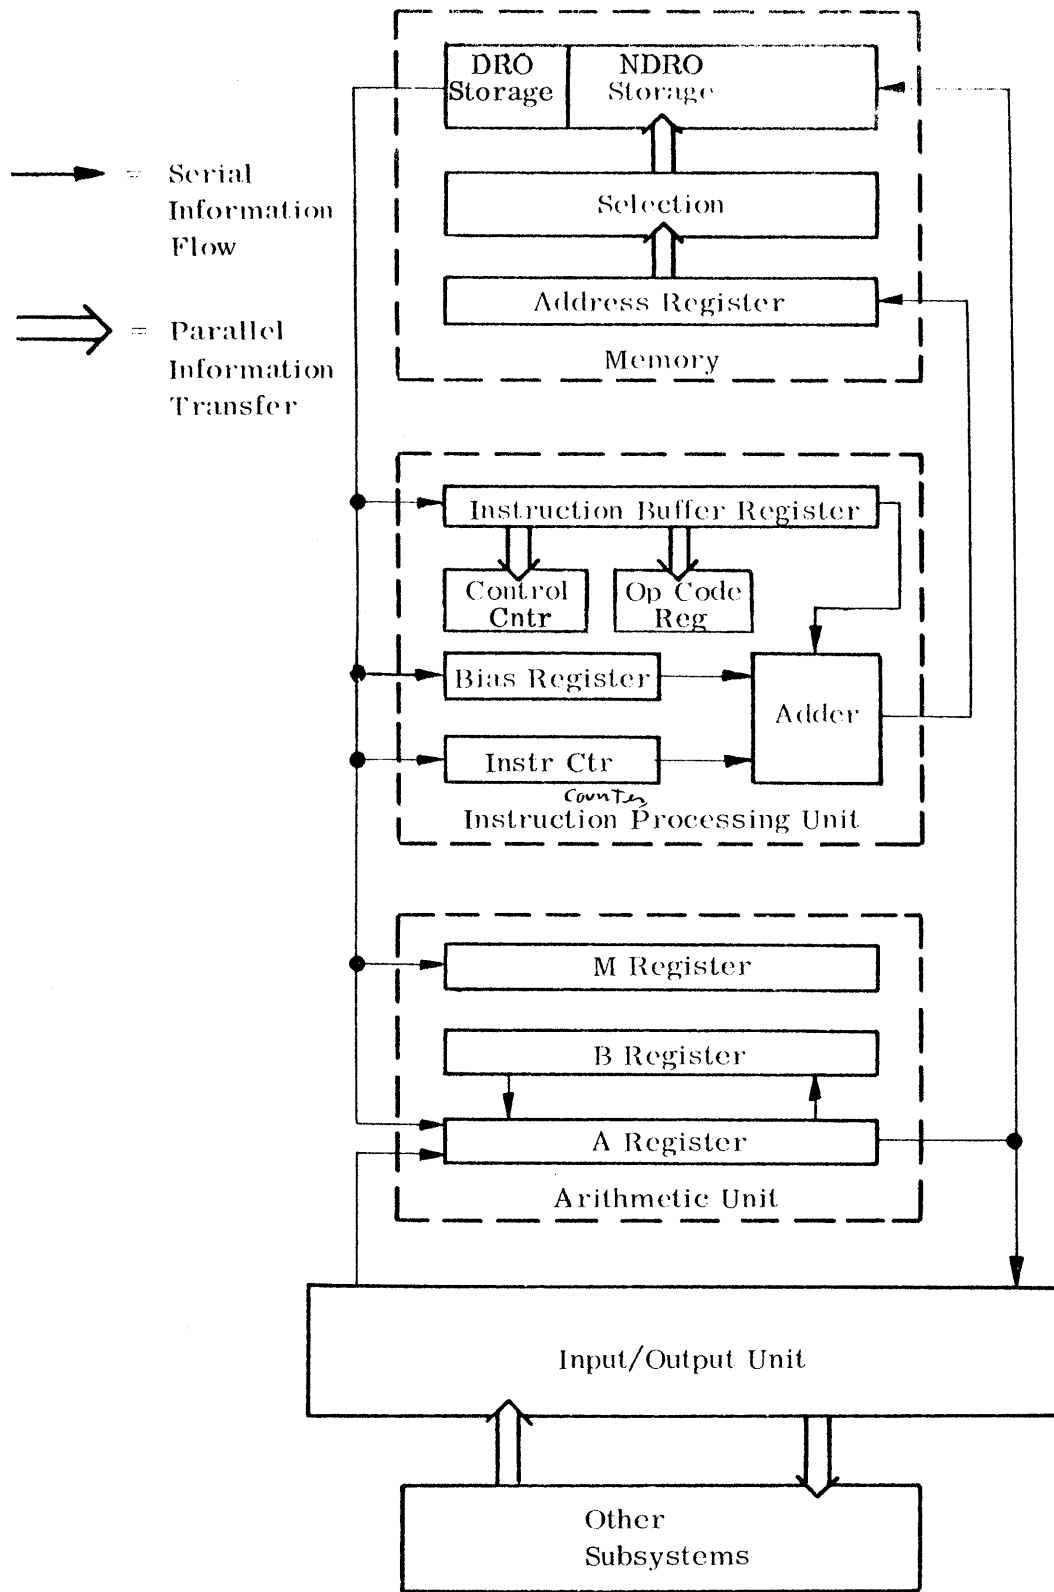 DRO
Storage
NDRO
Storage
Selection
Address Register
Memory
= Serial
Information
Flow
= Parallel
Information
Transfer
Instruction Buffer Register
Control
Cntr
Op Code
Reg
Bias Register
Adder
Instr Ctr
Counter
Instruction Processing Unit
M Register
B Register
A Register
Arithmetic Unit
Input/Output Unit
Other
Subsystems